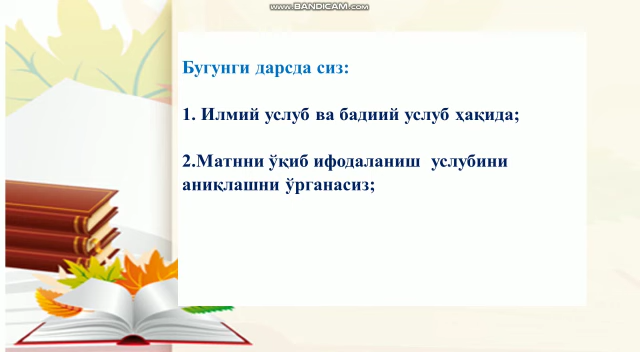 www.BANDICAM.com
Бугунги дарсда сиз:
1. Илмий услуб ва бадиий услуб ҳақида;
2.Матнни ўқиб ифодаланиш услубини
аниқлашни ўрганасиз;